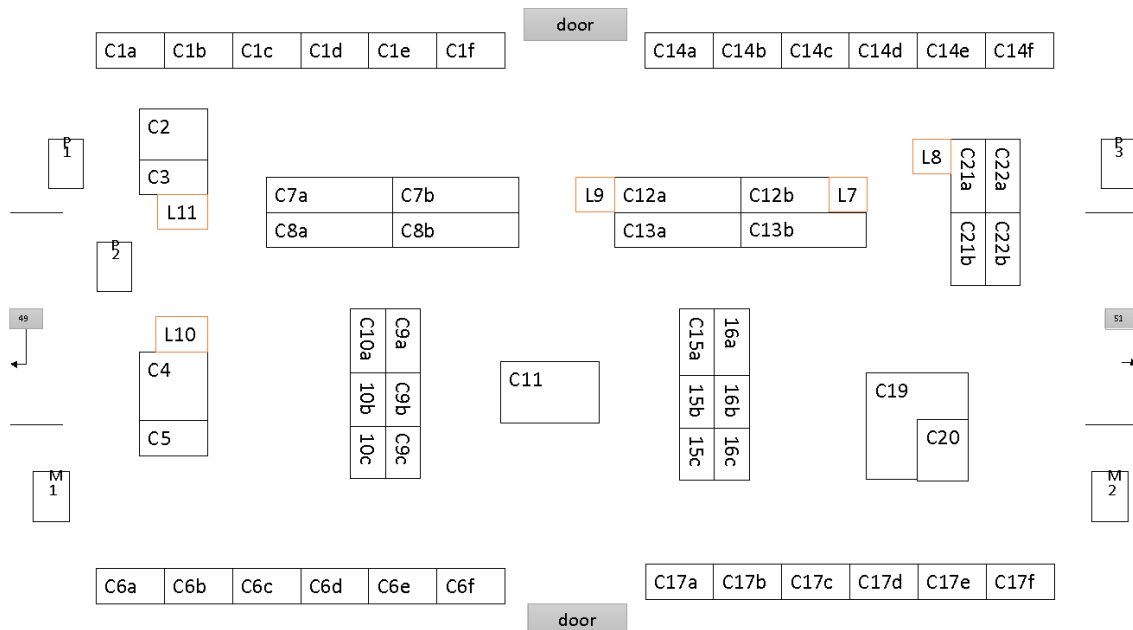 door
C1a C1b C1c C1d C1e C1f
C14a C14b C14c C14d C14e C14f
C2
P
1
P
3
L8
C21a
C22a
C3
L11
C7a C7b
L9
C12a C12b
L7
C8a C8b
C13a C13b
C21b
C22b
P
2
49
51
L10
C10a
C9a
C15a
16a
C4
C11
10b
C9b
15b
16b
C19
C5
10c
C9c
15c
16c
C20
M
1
M
2
C6a C6b C6c C6d C6e C6f
C17a C17b C17c C17d C17e C17f
door